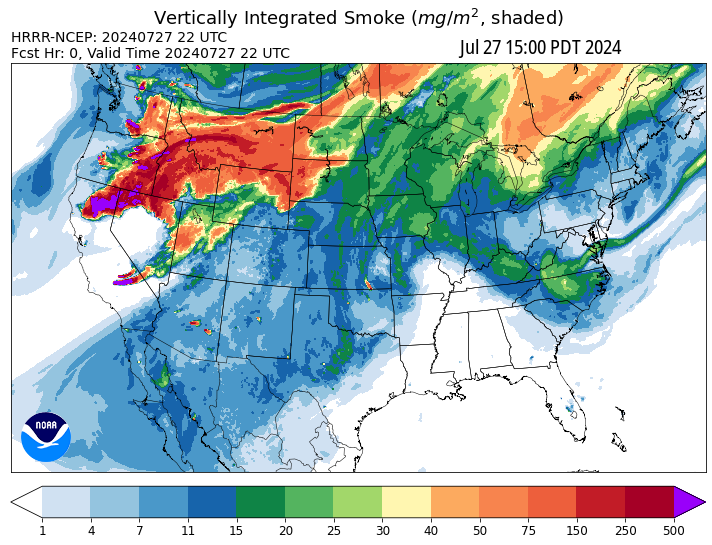 Vertically Integrated Smoke (mg/m², shaded)
HRRR-NCEP: 20240727 22 UTC
Fcst Hr: 0, Valid Time 20240727 22 UTC
Jul 27 15:00 PDT 2024
NOAA
1 4 7 11 15 20 25 30 40 50 75 150 250 500